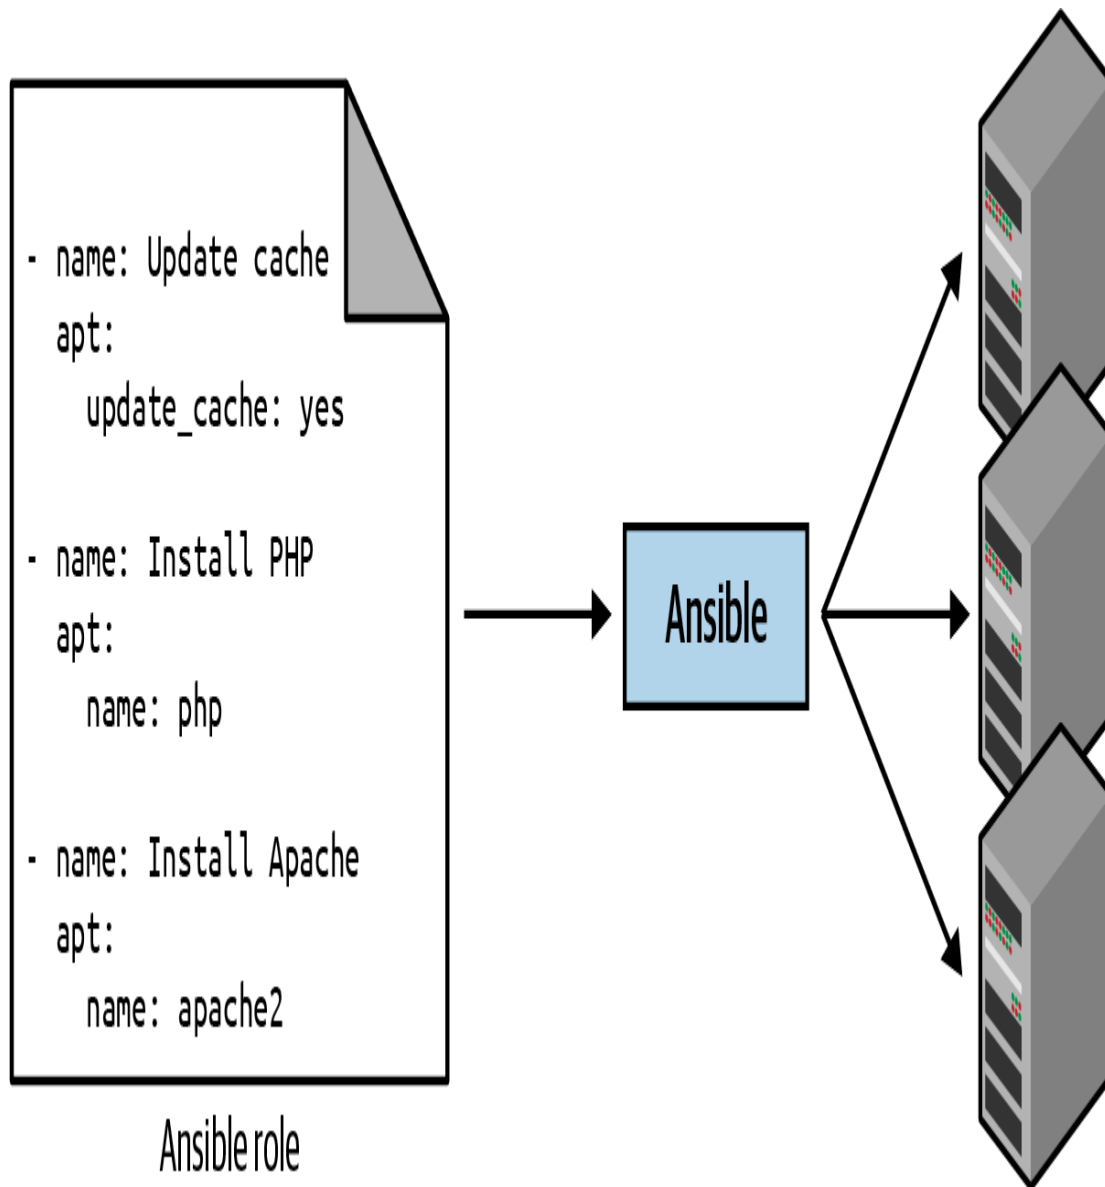 - name: Update cache
  apt:
    update_cache: yes
- name: Install PHP
  apt:
    name: php
- name: Install Apache
  apt:
    name: apache2
Ansible role
Ansible